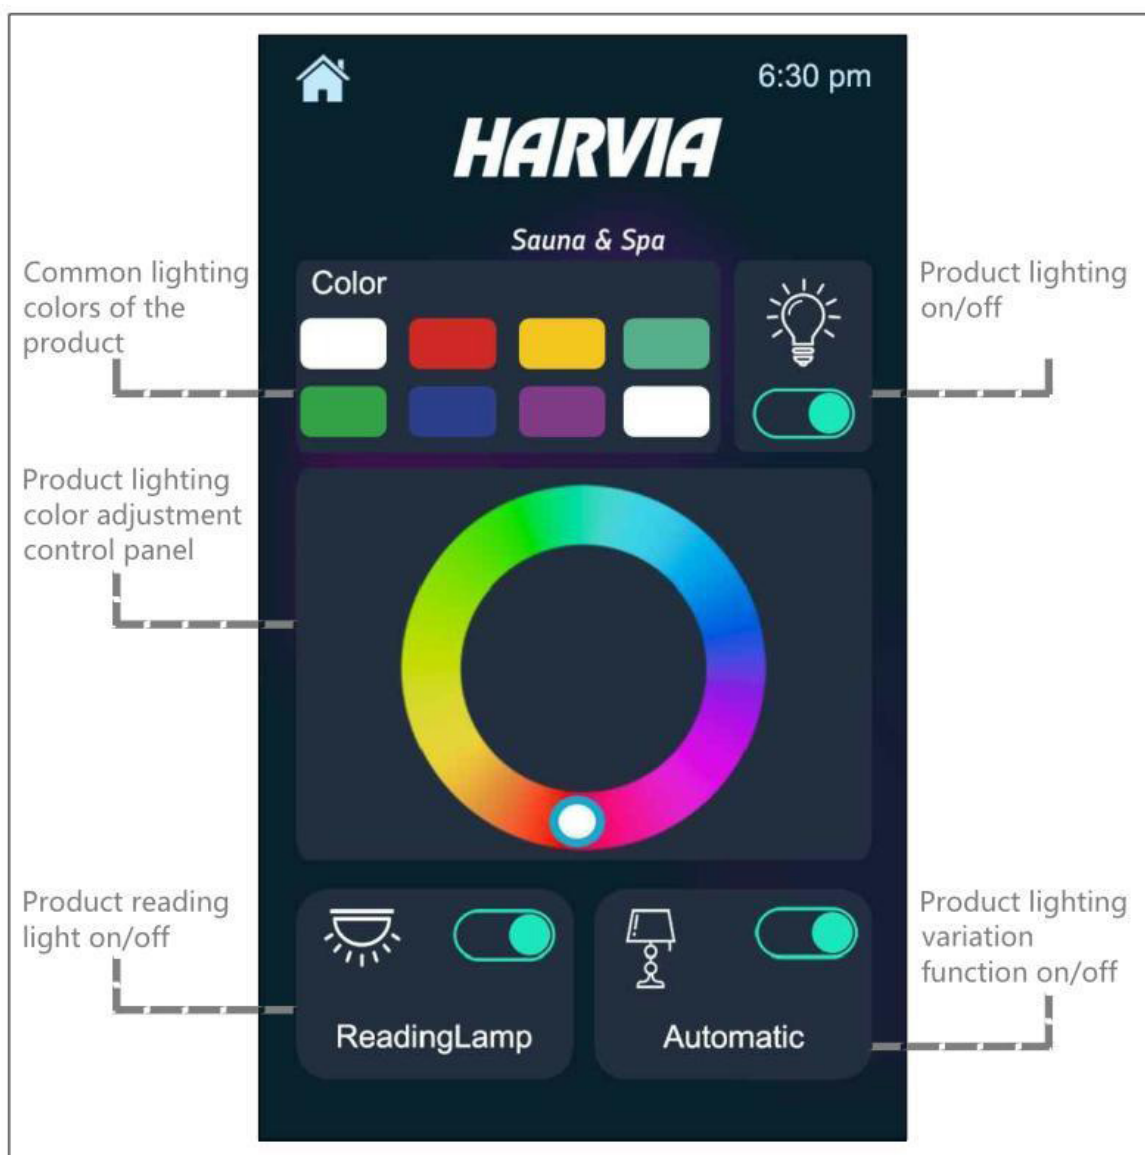 6:30 pm
HARVIA
Sauna & Spa
Common lighting
colors of the
product
Color
Product lighting
on/off
Product lighting
color adjustment
control panel
Product reading
light on/off
ReadingLamp
Automatic
Product lighting
variation
function on/off